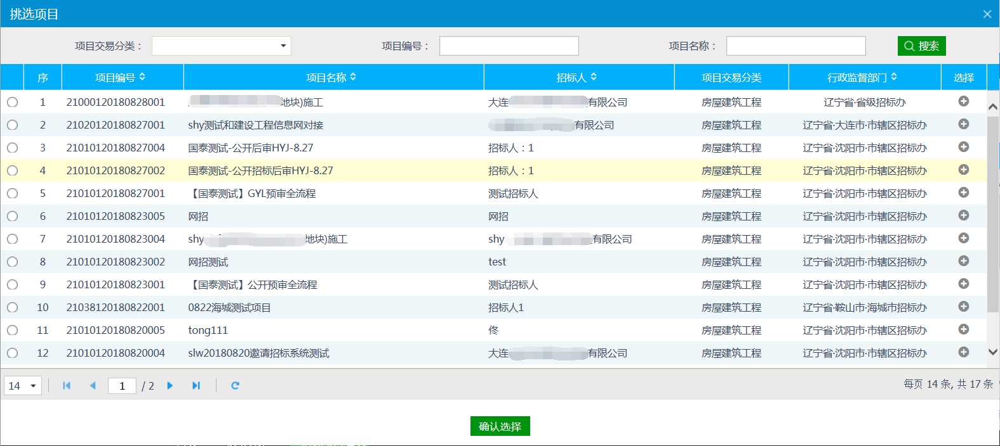 挑选项目
项目交易分类： 项目编号： 项目名称： 搜索
序 项目编号 项目名称 招标人 项目交易分类 行政监督部门 选择
1 21000120180828001 地块)施工 大连 有限公司 房屋建筑工程 辽宁省·省级招标办
2 21020120180827001 shy测试和建设工程信息网对接 有限公司 房屋建筑工程 辽宁省·大连市·市辖区招标办
3 21010120180827004 国泰测试-公开后审HYJ-8.27 招标人：1 房屋建筑工程 辽宁省·沈阳市·市辖区招标办
4 21010120180827002 国泰测试-公开招标后审HYJ-8.27 招标人：1 房屋建筑工程 辽宁省·沈阳市·市辖区招标办
5 21010120180827001 【国泰测试】GYL预审全流程 测试招标人 房屋建筑工程 辽宁省·沈阳市·市辖区招标办
6 21010120180823005 网招 网招 房屋建筑工程 辽宁省·沈阳市·市辖区招标办
7 21010120180823004 shy 地块)施工 shy 有限公司 房屋建筑工程 辽宁省·沈阳市·市辖区招标办
8 21010120180823002 网招测试 test 房屋建筑工程 辽宁省·沈阳市·市辖区招标办
9 21010120180823001 【国泰测试】公开预审全流程 测试招标人 房屋建筑工程 辽宁省·沈阳市·市辖区招标办
10 21038120180822001 0822海城测试项目 招标人1 房屋建筑工程 辽宁省·鞍山市·海城市招标办
11 21010120180820005 tong111 佟 房屋建筑工程 辽宁省·沈阳市·市辖区招标办
12 21010120180820004 slw20180820邀请招标系统测试 大连 有限公司 房屋建筑工程 辽宁省·沈阳市·市辖区招标办
14 1 / 2 每页 14 条, 共 17 条
确认选择